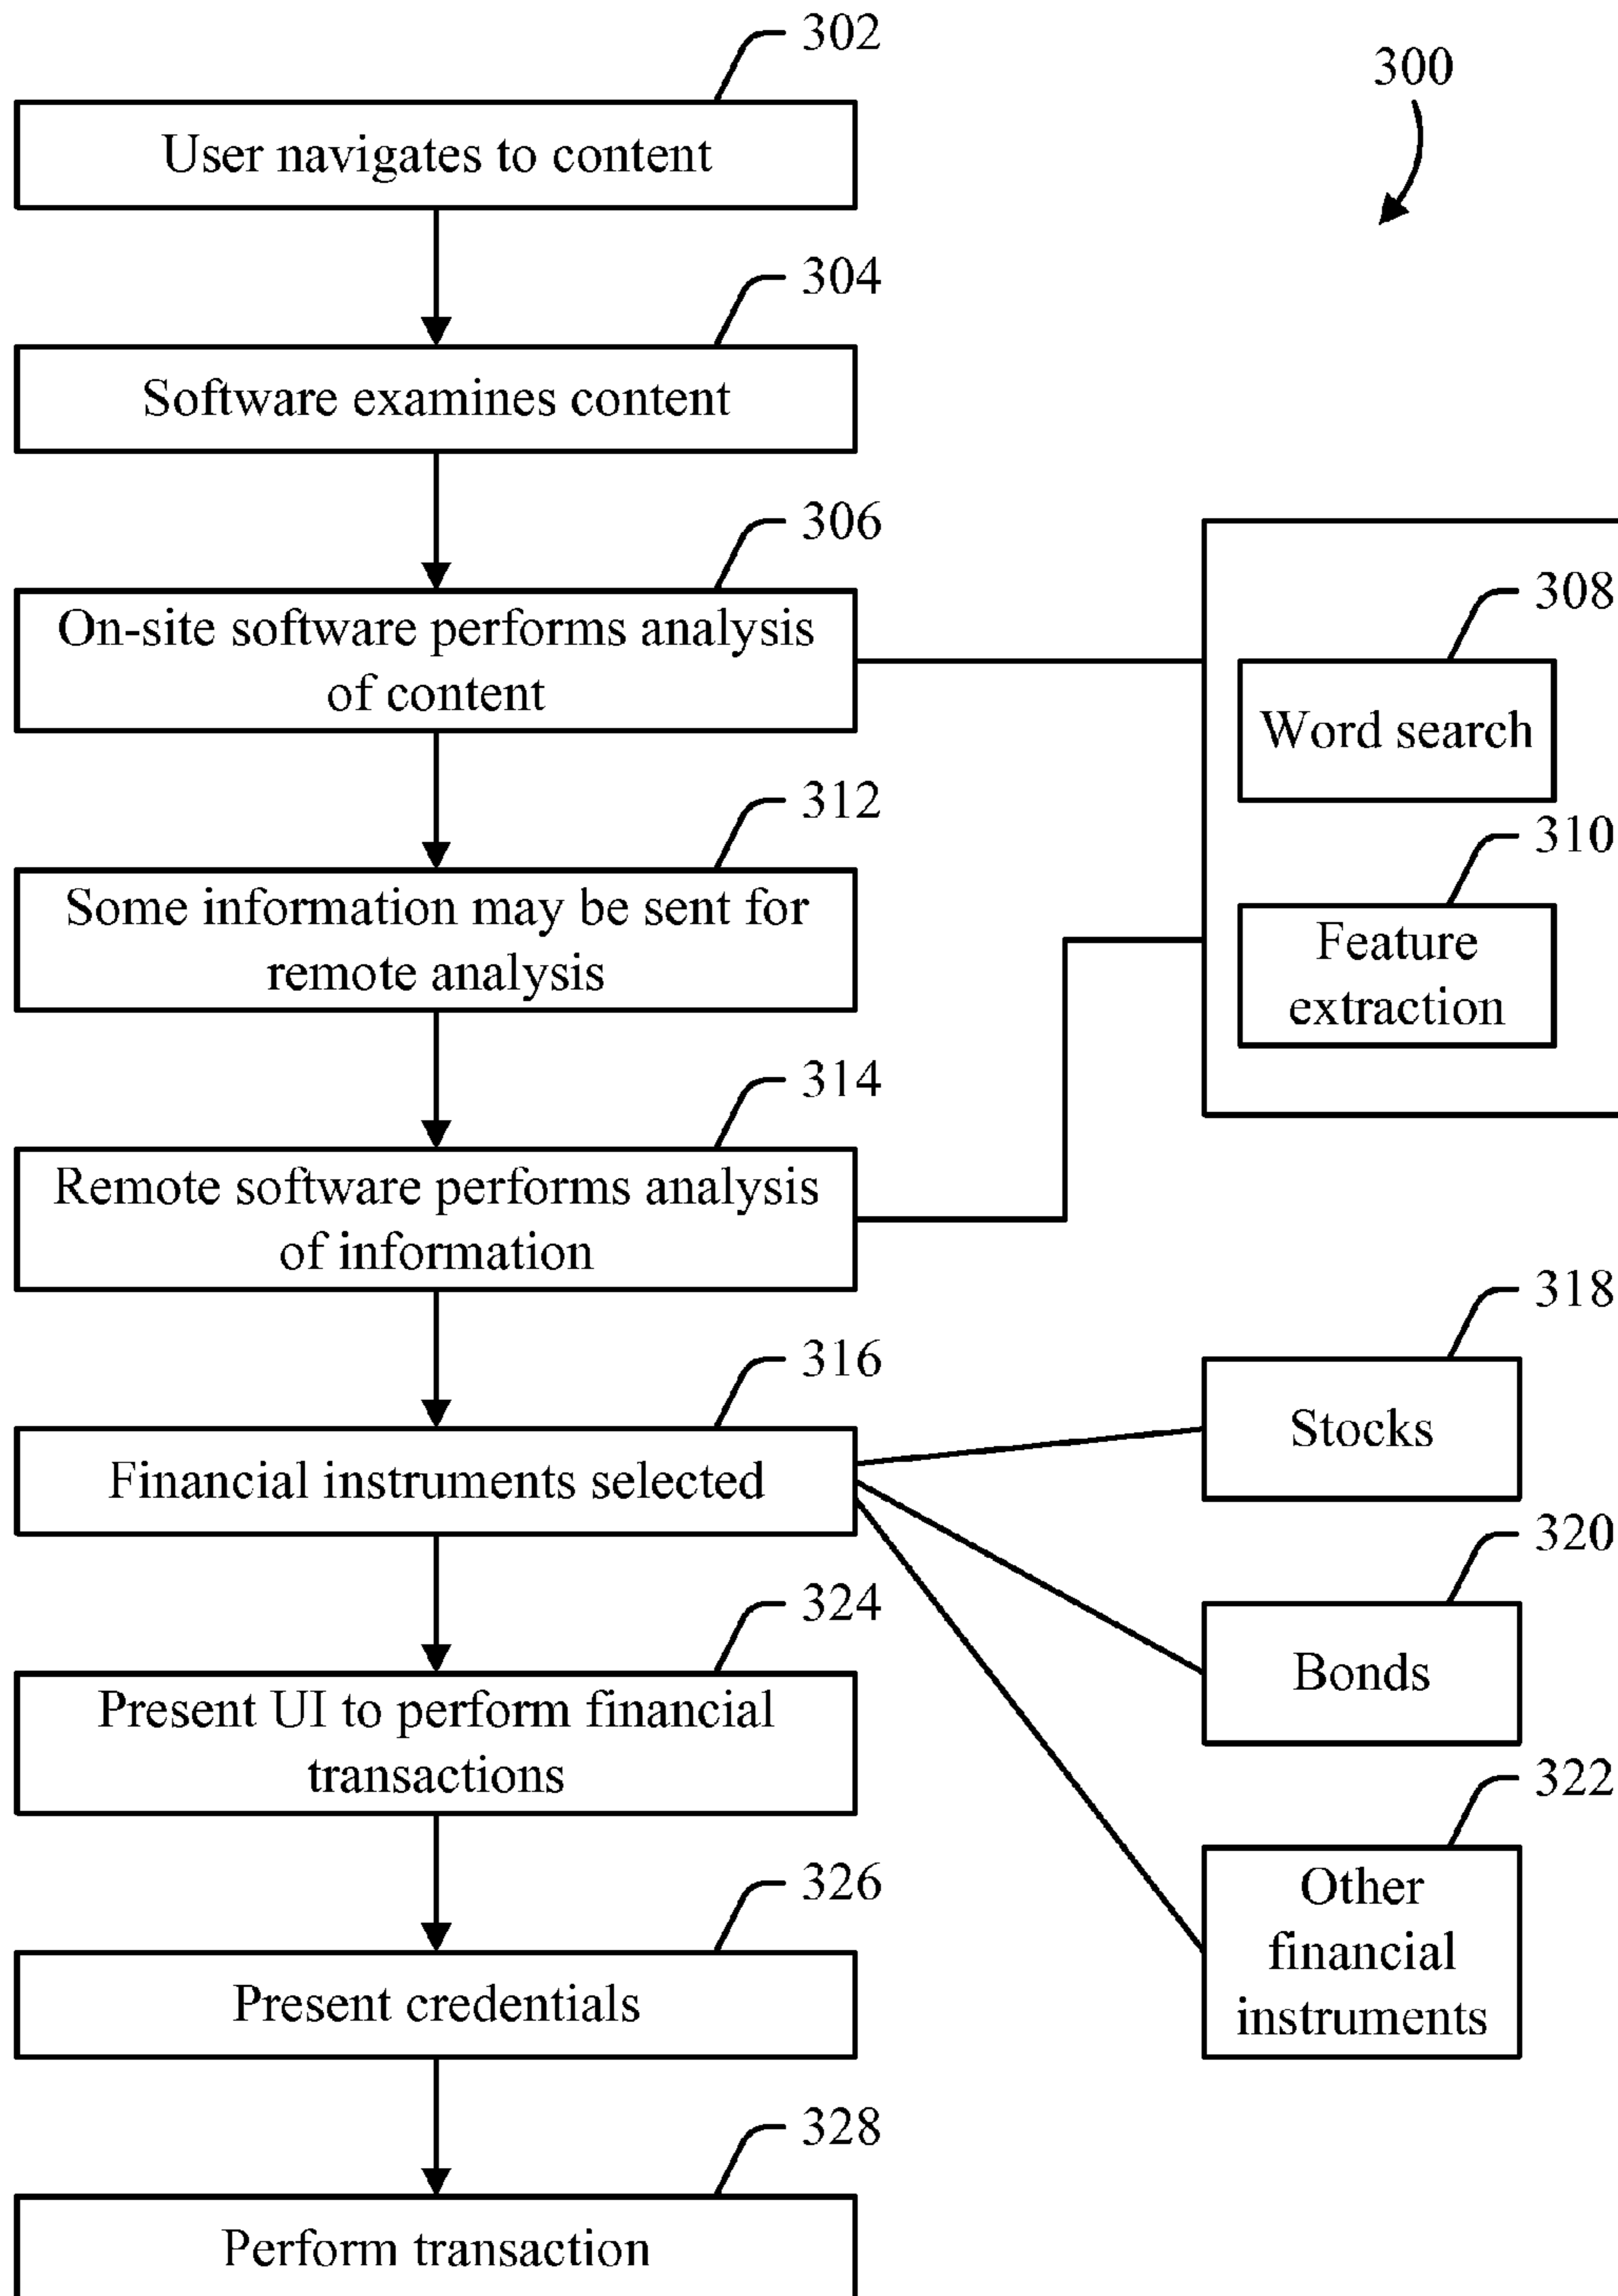 302
300
User navigates to content
304
Software examines content
306
On-site software performs analysis
of content
308
Word search
312
310
Some information may be sent for
remote analysis
Feature
extraction
314
Remote software performs analysis
of information
318
316
Stocks
Financial instruments selected
320
324
Bonds
Present UI to perform financial
transactions
322
326
Other
financial
instruments
Present credentials
328
Perform transaction